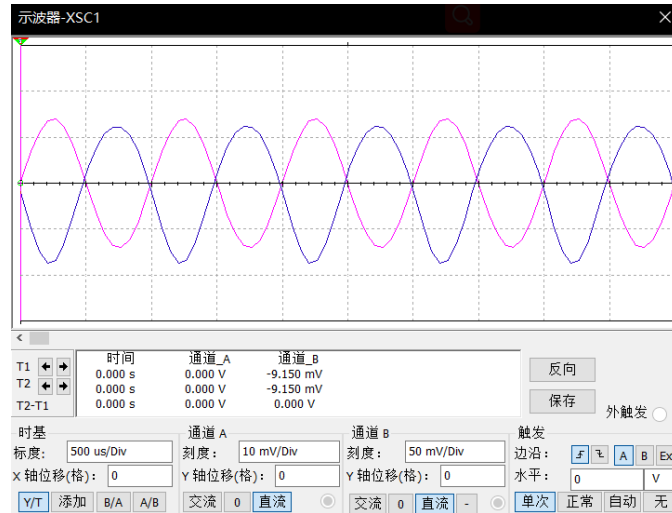 示波器-XSC1
时间 通道_A 通道_B
T1 0.000 s 0.000 V -9.150 mV
T2 0.000 s 0.000 V -9.150 mV
T2-T1 0.000 s 0.000 V 0.000 V
反向
保存
外触发
时基 通道 A 通道 B 触发
标度: 500 us/Div 刻度: 10 mV/Div 刻度: 50 mV/Div 边沿: A B Ex
X 轴位移(格): 0 Y 轴位移(格): 0 Y 轴位移(格): 0 水平: 0 V
Y/T 添加 B/A A/B 交流 0 直流 交流 0 直流 - 单次 正常 自动 无